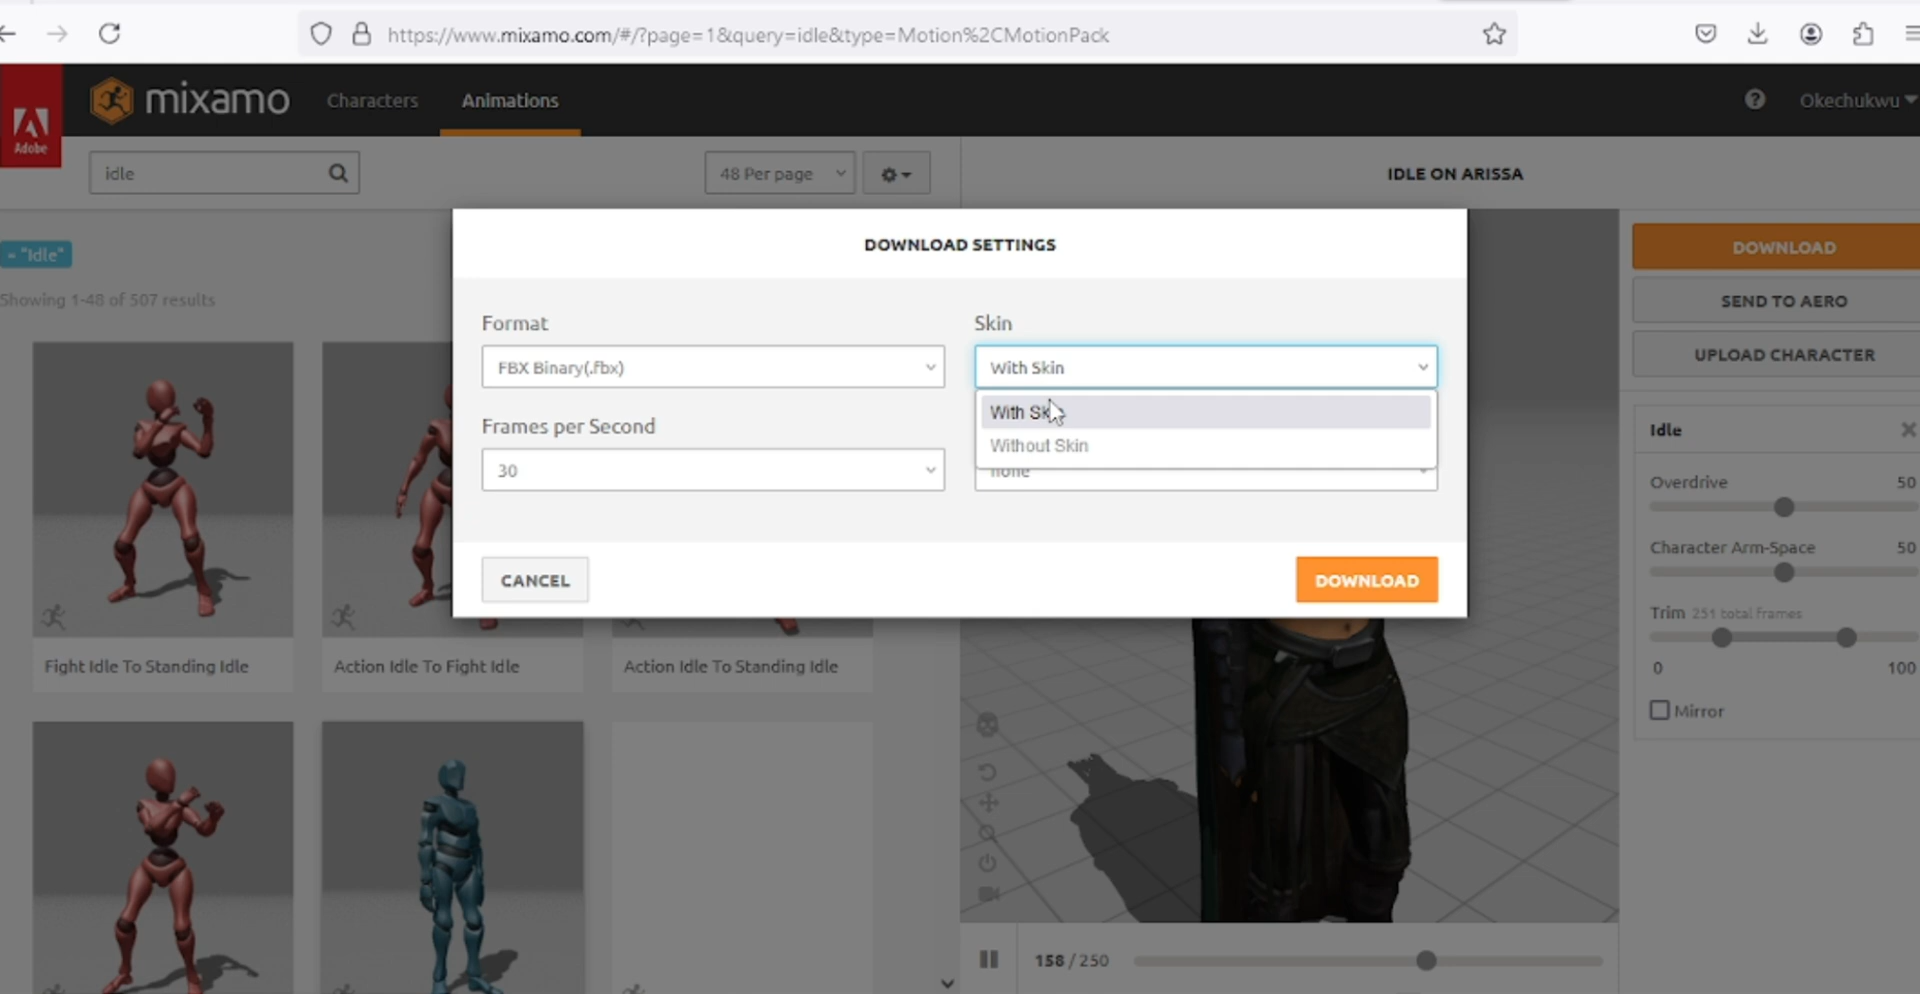 https://www.mixamo.com/#/?page=1&query=idle&type=Motion%2CMotionPack
Adobe
mixamo
Characters
Animations
Okechukwu
idle
48 Per page
IDLE ON ARISSA
= "Idle"
Showing 1-48 of 507 results
DOWNLOAD SETTINGS
Format
Skin
FBX Binary(.fbx)
With Skin
With Skin
Without Skin
Frames per Second
30
none
CANCEL
DOWNLOAD
DOWNLOAD
SEND TO AERO
UPLOAD CHARACTER
Idle
Overdrive 50
Character Arm-Space 50
Trim 251 total frames
0 100
Mirror
Fight Idle To Standing Idle
Action Idle To Fight Idle
Action Idle To Standing Idle
158 / 250